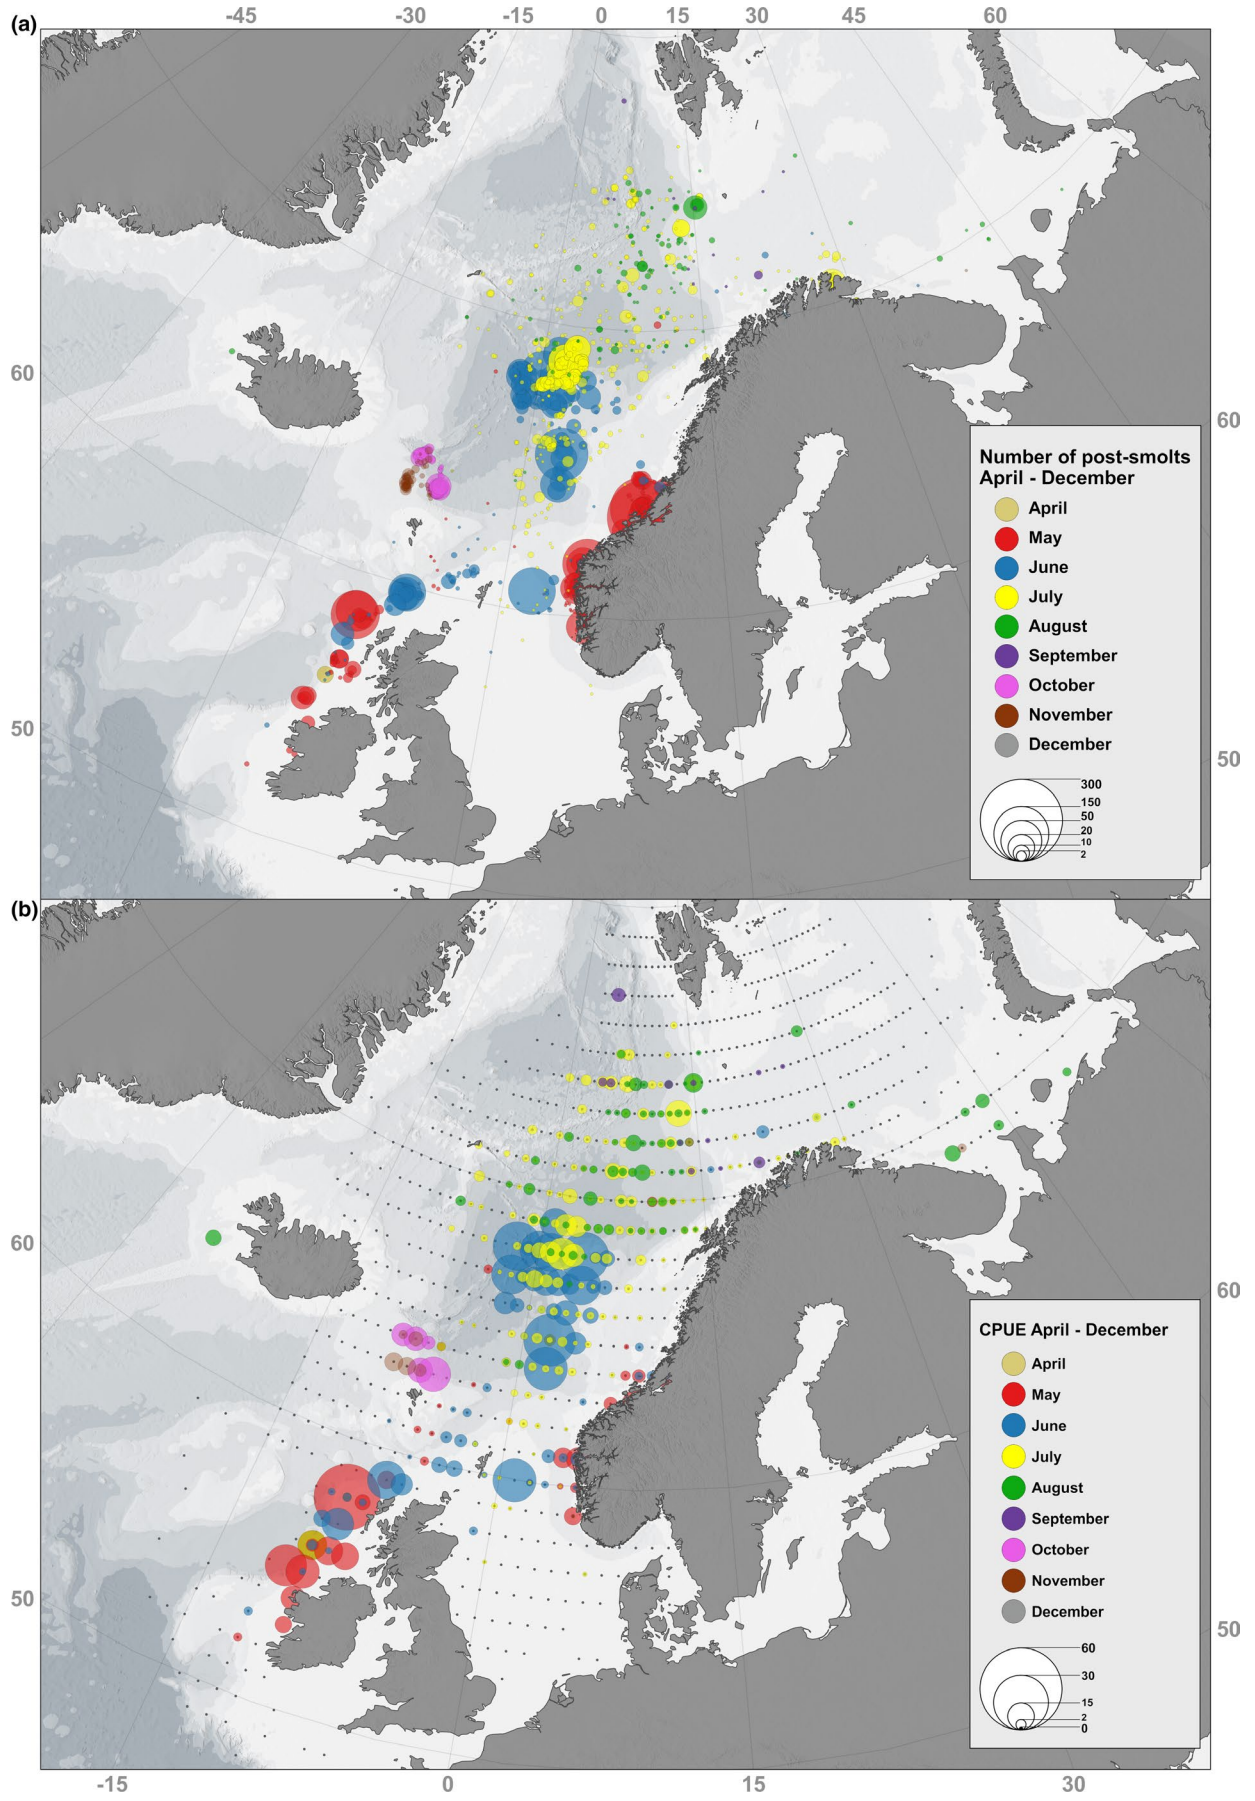 (a)
-45 -30 -15 0 15 30 45 60
60
60
50
50
Number of post-smolts
April - December
April
May
June
July
August
September
October
November
December
300
150
50
20
10
2
(b)
60
60
50
50
CPUE April - December
April
May
June
July
August
September
October
November
December
60
30
15
2
0
-15 0 15 30